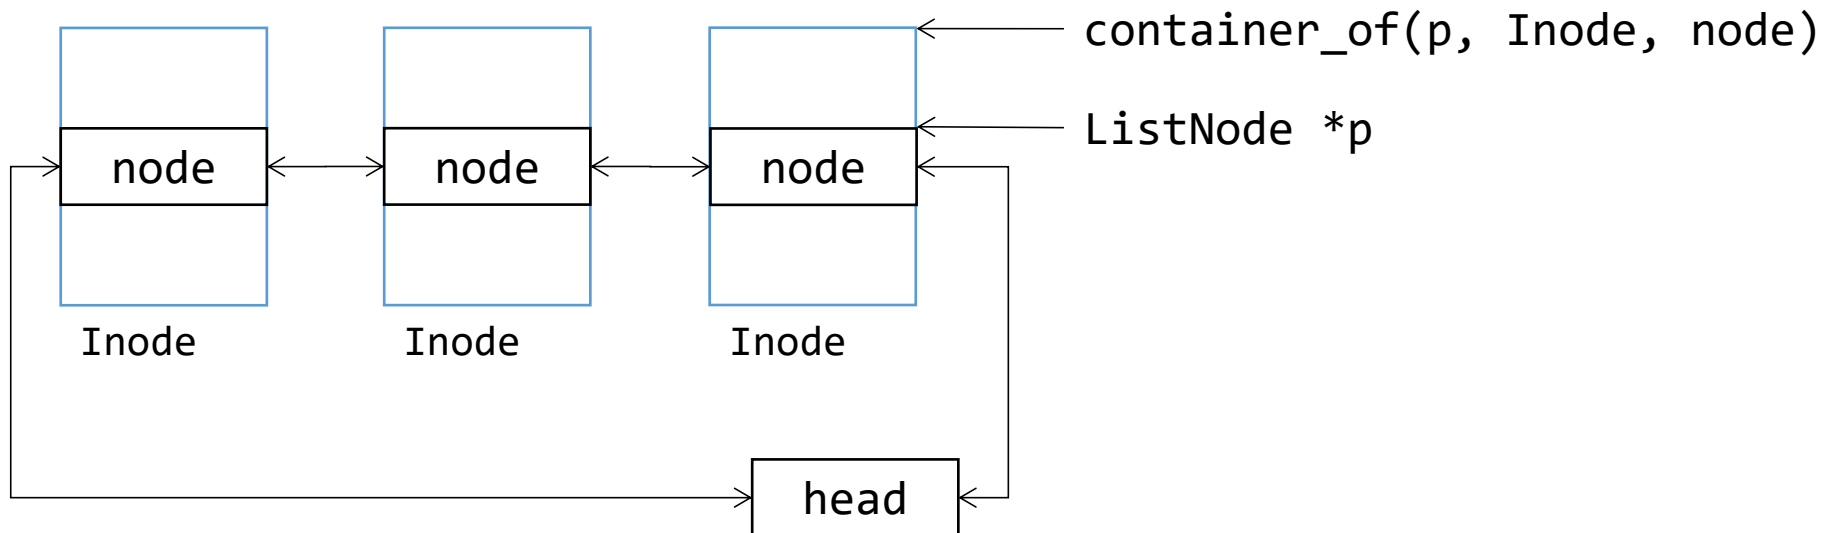 container_of(p, Inode, node)
ListNode *p
node
node
node
Inode
Inode
Inode
head